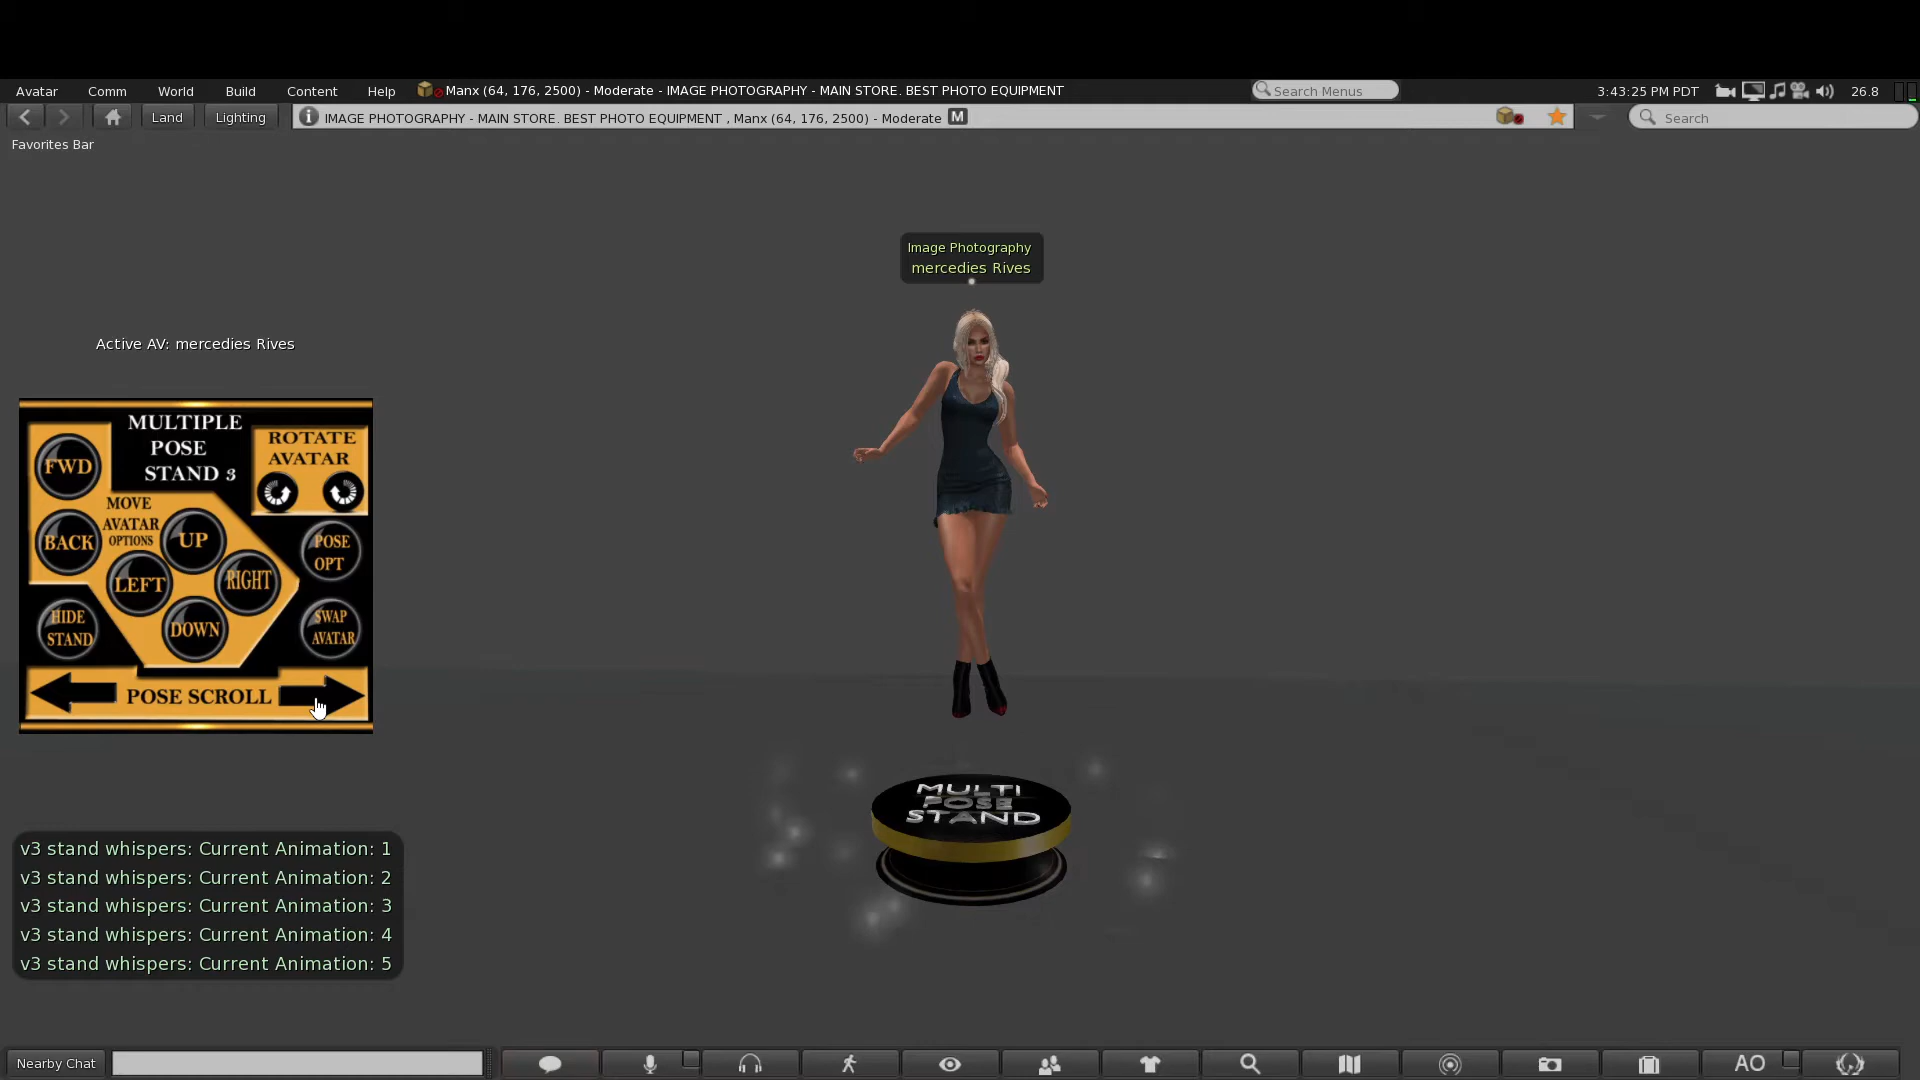 Avatar Comm World Build Content Help Manx (64, 176, 2500) - Moderate - IMAGE PHOTOGRAPHY - MAIN STORE. BEST PHOTO EQUIPMENT Search Menus 3:43:25 PM PDT 26.8
Land Lighting IMAGE PHOTOGRAPHY - MAIN STORE. BEST PHOTO EQUIPMENT , Manx (64, 176, 2500) - Moderate M Search
Favorites Bar
Image Photography
mercedies Rives
Active AV: mercedies Rives
MULTIPLE
POSE
STAND 3
ROTATE
AVATAR
FWD
MOVE
AVATAR
OPTIONS
BACK
UP
POSE
OPT
LEFT
RIGHT
HIDE
STAND
DOWN
SWAP
AVATAR
POSE SCROLL
MULTI
POSE
STAND
v3 stand whispers: Current Animation: 1
v3 stand whispers: Current Animation: 2
v3 stand whispers: Current Animation: 3
v3 stand whispers: Current Animation: 4
v3 stand whispers: Current Animation: 5
Nearby Chat AO